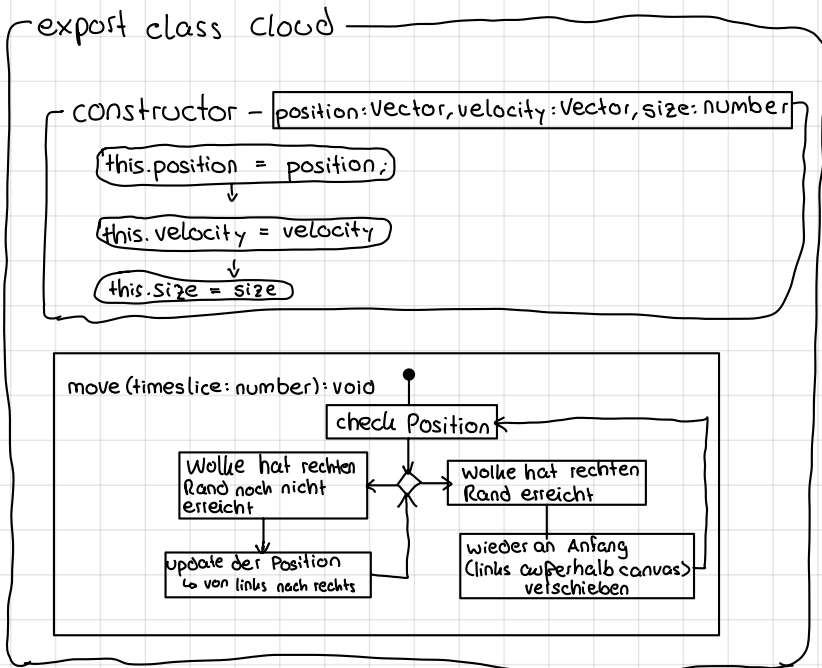 export class Cloud
constructor - position: Vector, velocity: Vector, size: number
this.position = position;
this.velocity = velocity
this.size = size
move (timeslice: number): void
check Position
Wolke hat rechten
Rand noch nicht
erreicht
Wolke hat rechten
Rand erreicht
update der Position
↳ von links nach rechts
wieder an Anfang
(links außerhalb canvas)
verschieben